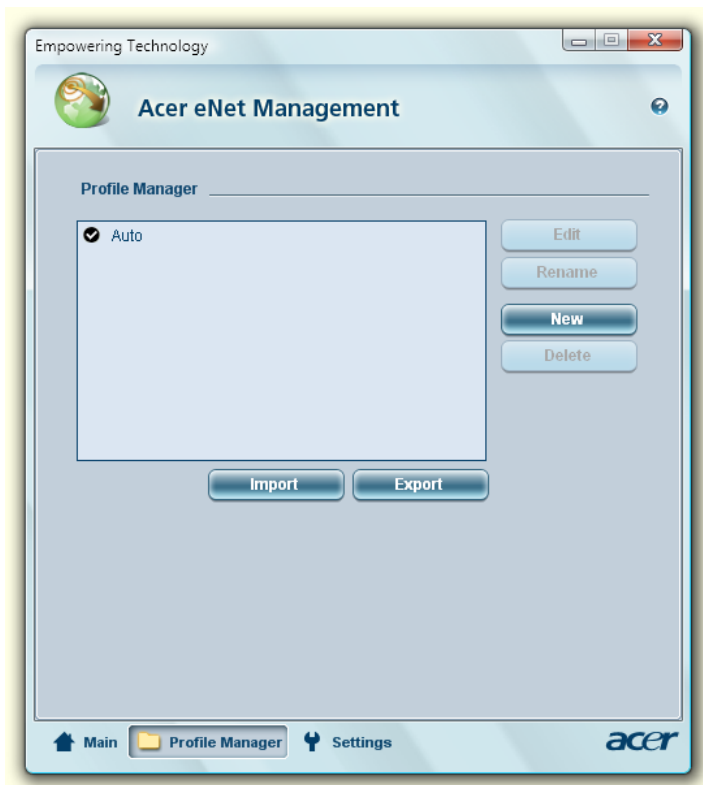 Empowering Technology
Acer eNet Management
Profile Manager
Auto
Edit
Rename
New
Delete
Import
Export
Main
Profile Manager
Settings
acer